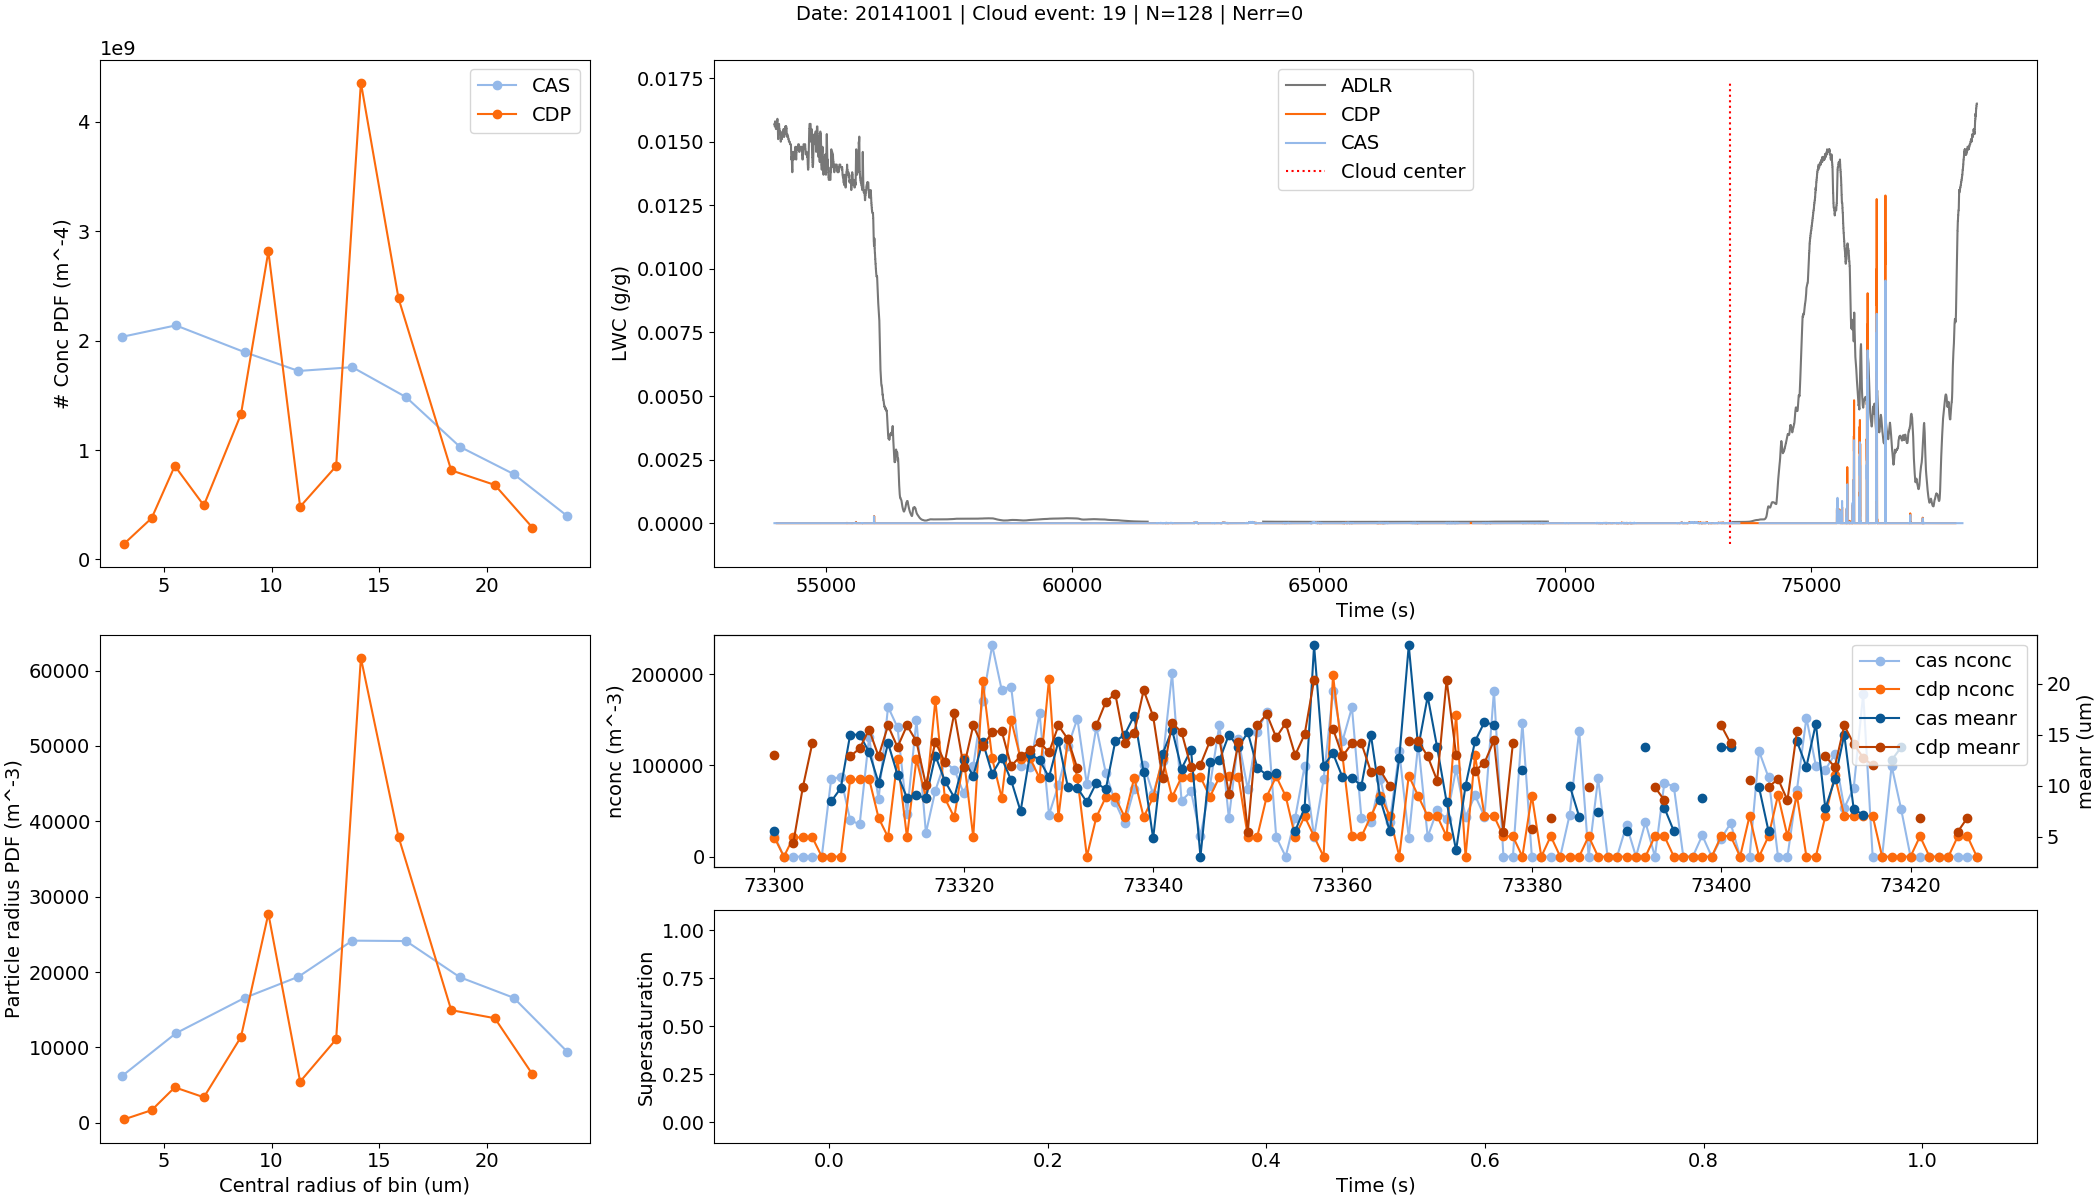 Date: 20141001 | Cloud event: 19 | N=128 | Nerr=0
1e9
CAS
CDP
# Conc PDF (m^-4)
4
3
2
1
0
5 10 15 20
ADLR
CDP
CAS
Cloud center
LWC (g/g)
0.0175
0.0150
0.0125
0.0100
0.0075
0.0050
0.0025
0.0000
55000 60000 65000 70000 75000
Time (s)
Particle radius PDF (m^-3)
60000
50000
40000
30000
20000
10000
0
5 10 15 20
Central radius of bin (um)
nconc (m^-3)
200000
100000
0
cas nconc
cdp nconc
cas meanr
cdp meanr
20
15
10
5
meanr (um)
73300 73320 73340 73360 73380 73400 73420
Supersaturation
1.00
0.75
0.50
0.25
0.00
0.0 0.2 0.4 0.6 0.8 1.0
Time (s)